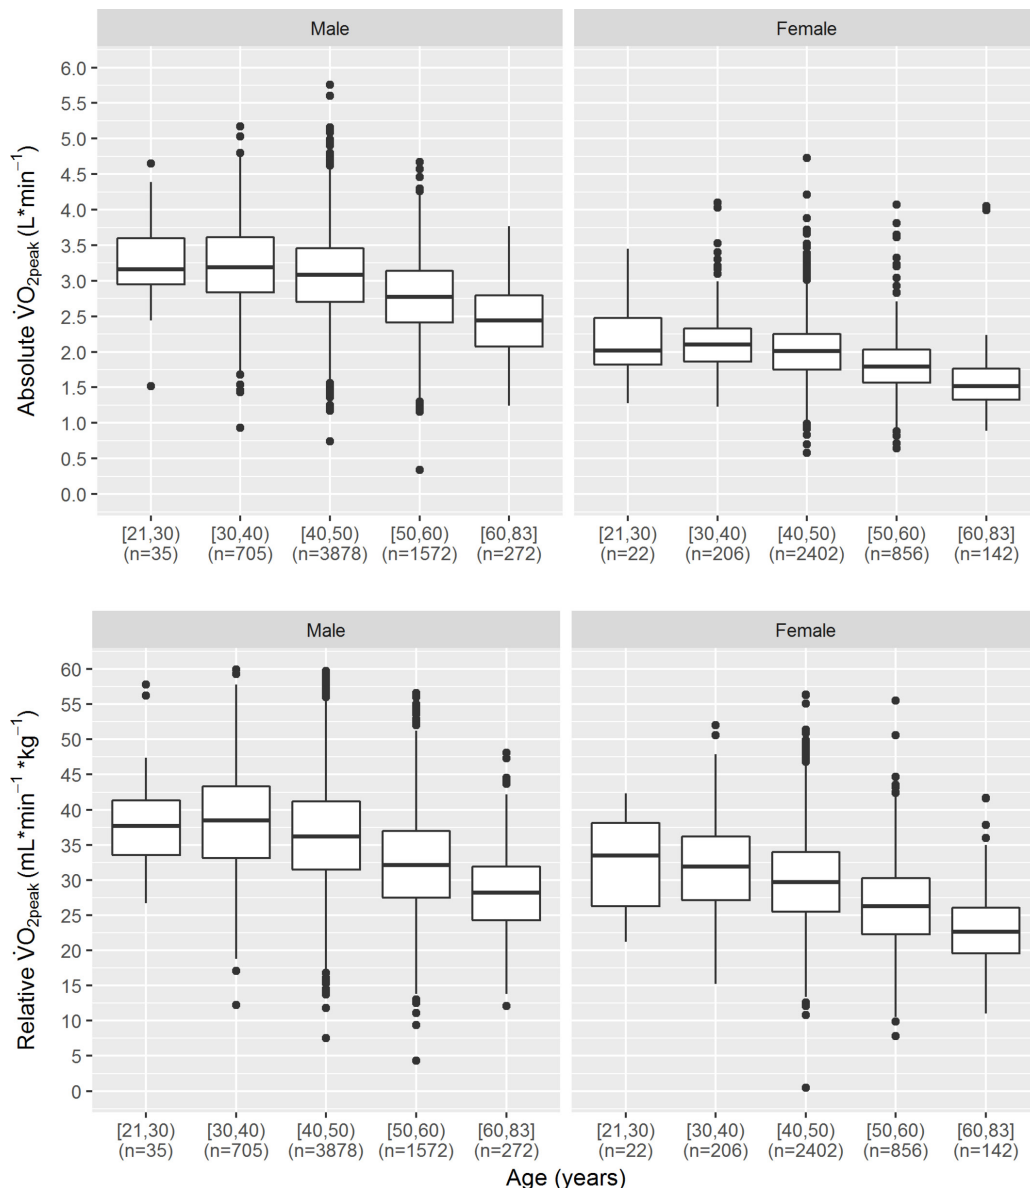 Male Female
Absolute V̇O2peak (L*min−1)
6.0
5.5
5.0
4.5
4.0
3.5
3.0
2.5
2.0
1.5
1.0
0.5
0.0
[21,30) [30,40) [40,50) [50,60) [60,83] [21,30) [30,40) [40,50) [50,60) [60,83]
(n=35) (n=705) (n=3878) (n=1572) (n=272) (n=22) (n=206) (n=2402) (n=856) (n=142)
Male Female
Relative V̇O2peak (mL*min−1 *kg−1)
60
55
50
45
40
35
30
25
20
15
10
5
0
[21,30) [30,40) [40,50) [50,60) [60,83] [21,30) [30,40) [40,50) [50,60) [60,83]
(n=35) (n=705) (n=3878) (n=1572) (n=272) (n=22) (n=206) (n=2402) (n=856) (n=142)
Age (years)